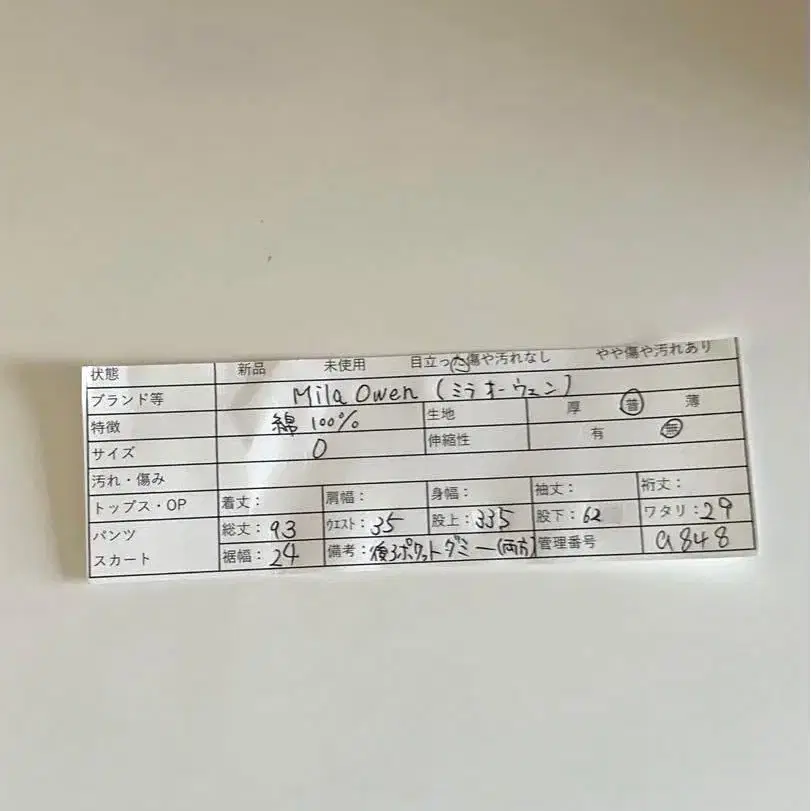 状態 新品 未使用 目立った傷や汚れなし やや傷や汚れあり
ブランド等 Mila Owen (ミラオーウェン)
特徴 綿 100% 生地 厚 普 薄
サイズ 0 伸縮性 有 無
汚れ・傷み
トップス・OP 着丈: 肩幅: 身幅: 袖丈: 裄丈:
パンツ 総丈: 93 ウエスト: 35 股上: 335 股下: 62 ワタリ: 29
スカート 裾幅: 24 備考: 後ろポケットダミー(両方) 管理番号 a848